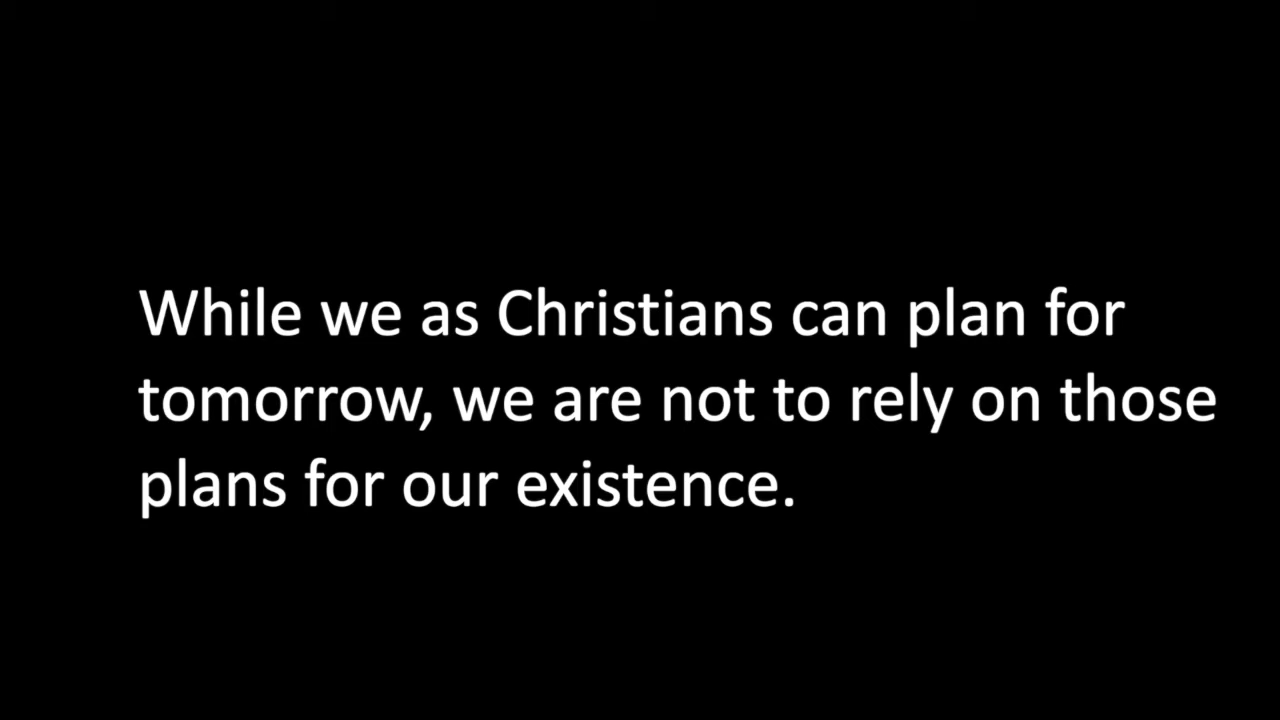 While we as Christians can plan for
tomorrow, we are not to rely on those
plans for our existence.